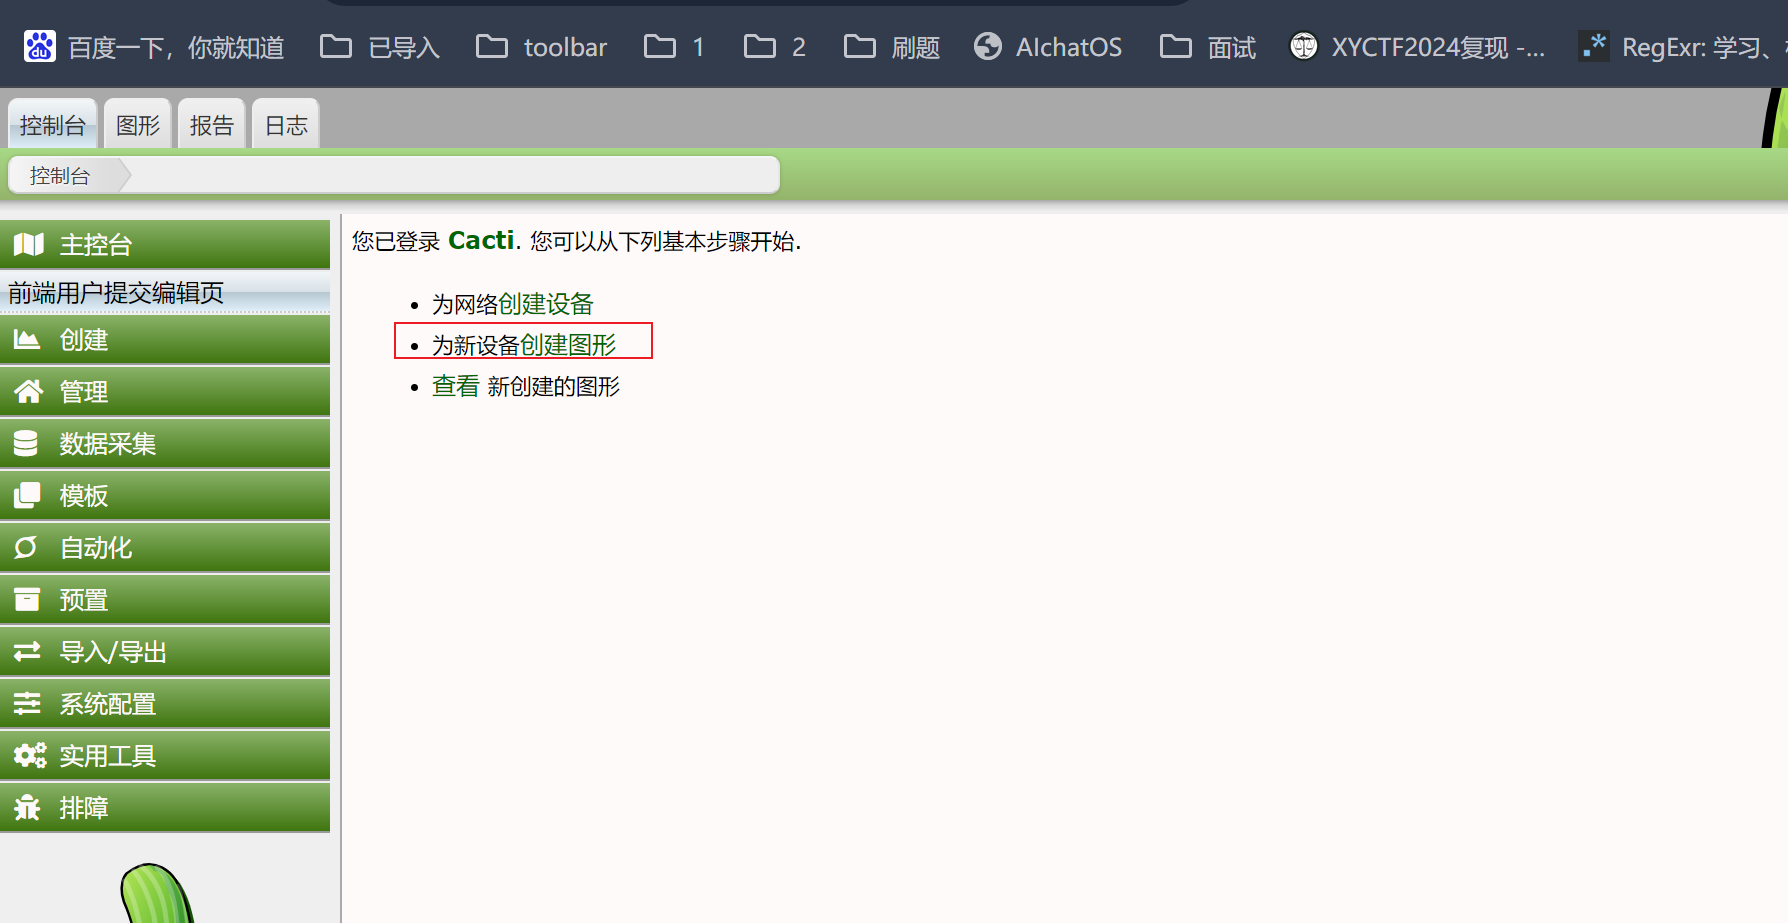 百度一下，你就知道 已导入 toolbar 1 2 刷题 AIchatOS 面试 XYCTF2024复现 -... RegExr: 学习、
控制台 图形 报告 日志
控制台
主控台
前端用户提交编辑页
创建
管理
数据采集
模板
自动化
预置
导入/导出
系统配置
实用工具
排障
您已登录 Cacti. 您可以从下列基本步骤开始.
为网络创建设备
为新设备创建图形
查看 新创建的图形